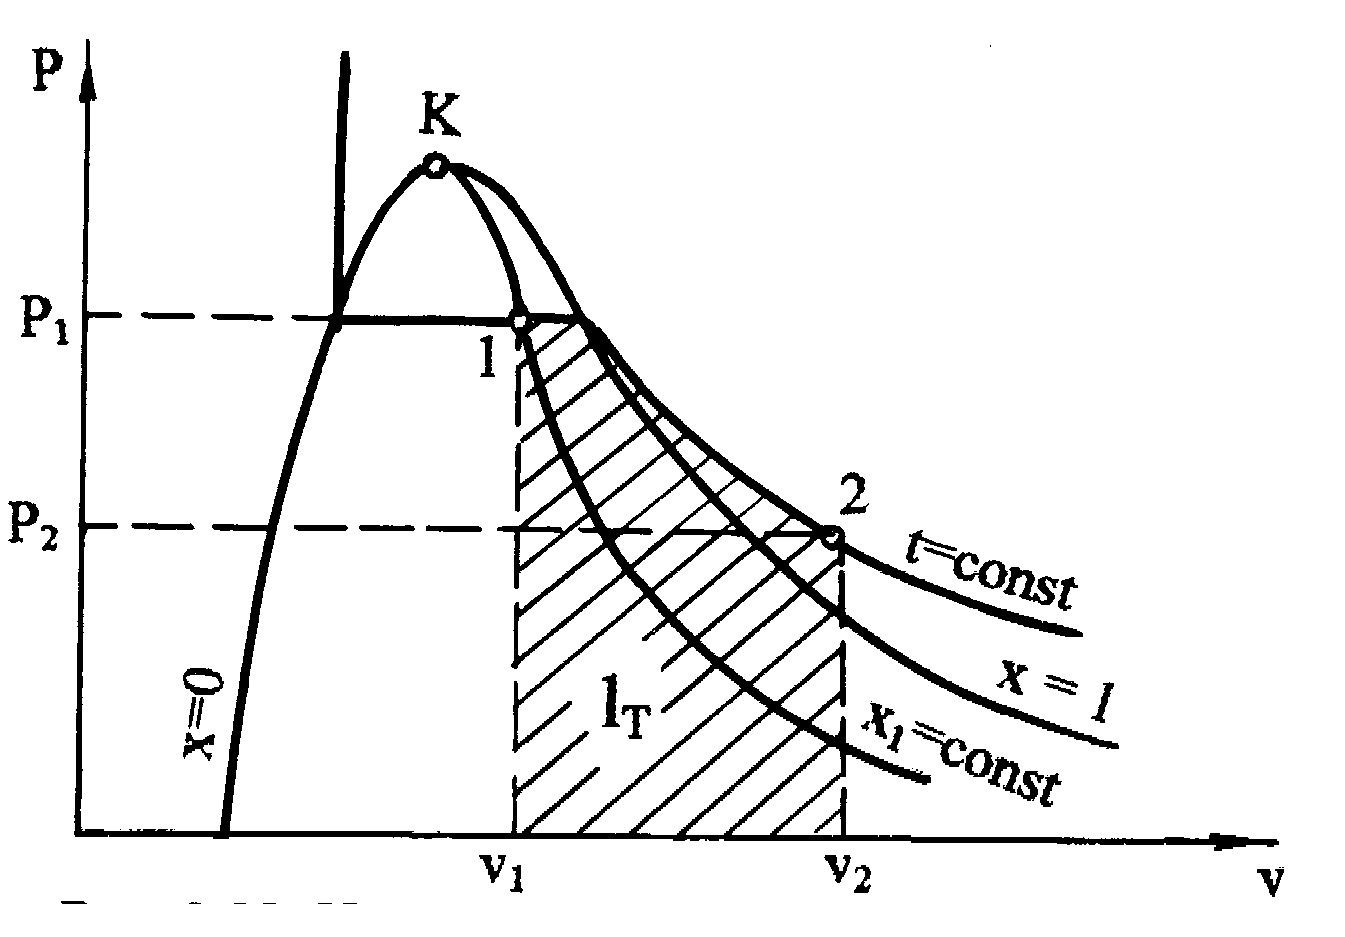 P
K
P₁
1
P₂
2
t=const
x = 1
x₁=const
x=0
lT
v₁
v₂
v